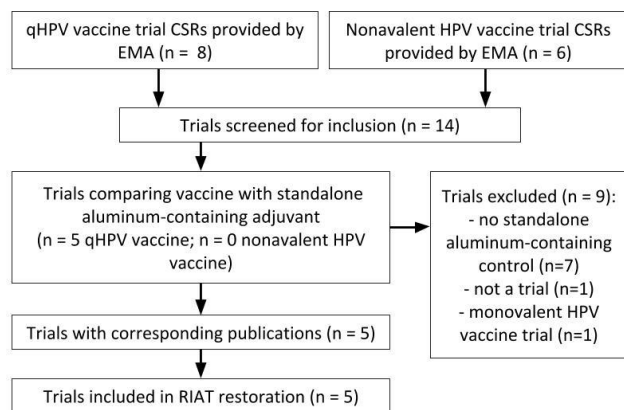 qHPV vaccine trial CSRs provided by
EMA (n =  8)
Nonavalent HPV vaccine trial CSRs
provided by EMA (n = 6)
Trials screened for inclusion (n = 14)
Trials comparing vaccine with standalone
aluminum-containing adjuvant
(n = 5 qHPV vaccine; n = 0 nonavalent HPV
vaccine)
Trials excluded (n = 9):
- no standalone
aluminum-containing
control (n=7)
- not a trial (n=1)
- monovalent HPV
vaccine trial (n=1)
Trials with corresponding publications (n = 5)
Trials included in RIAT restoration (n = 5)